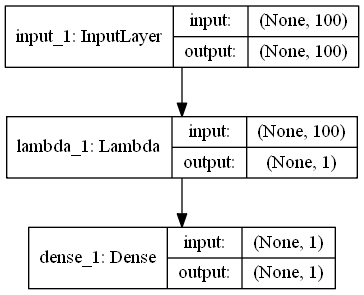 input_1: InputLayer
input: (None, 100)
output: (None, 100)
lambda_1: Lambda
input: (None, 100)
output: (None, 1)
dense_1: Dense
input: (None, 1)
output: (None, 1)